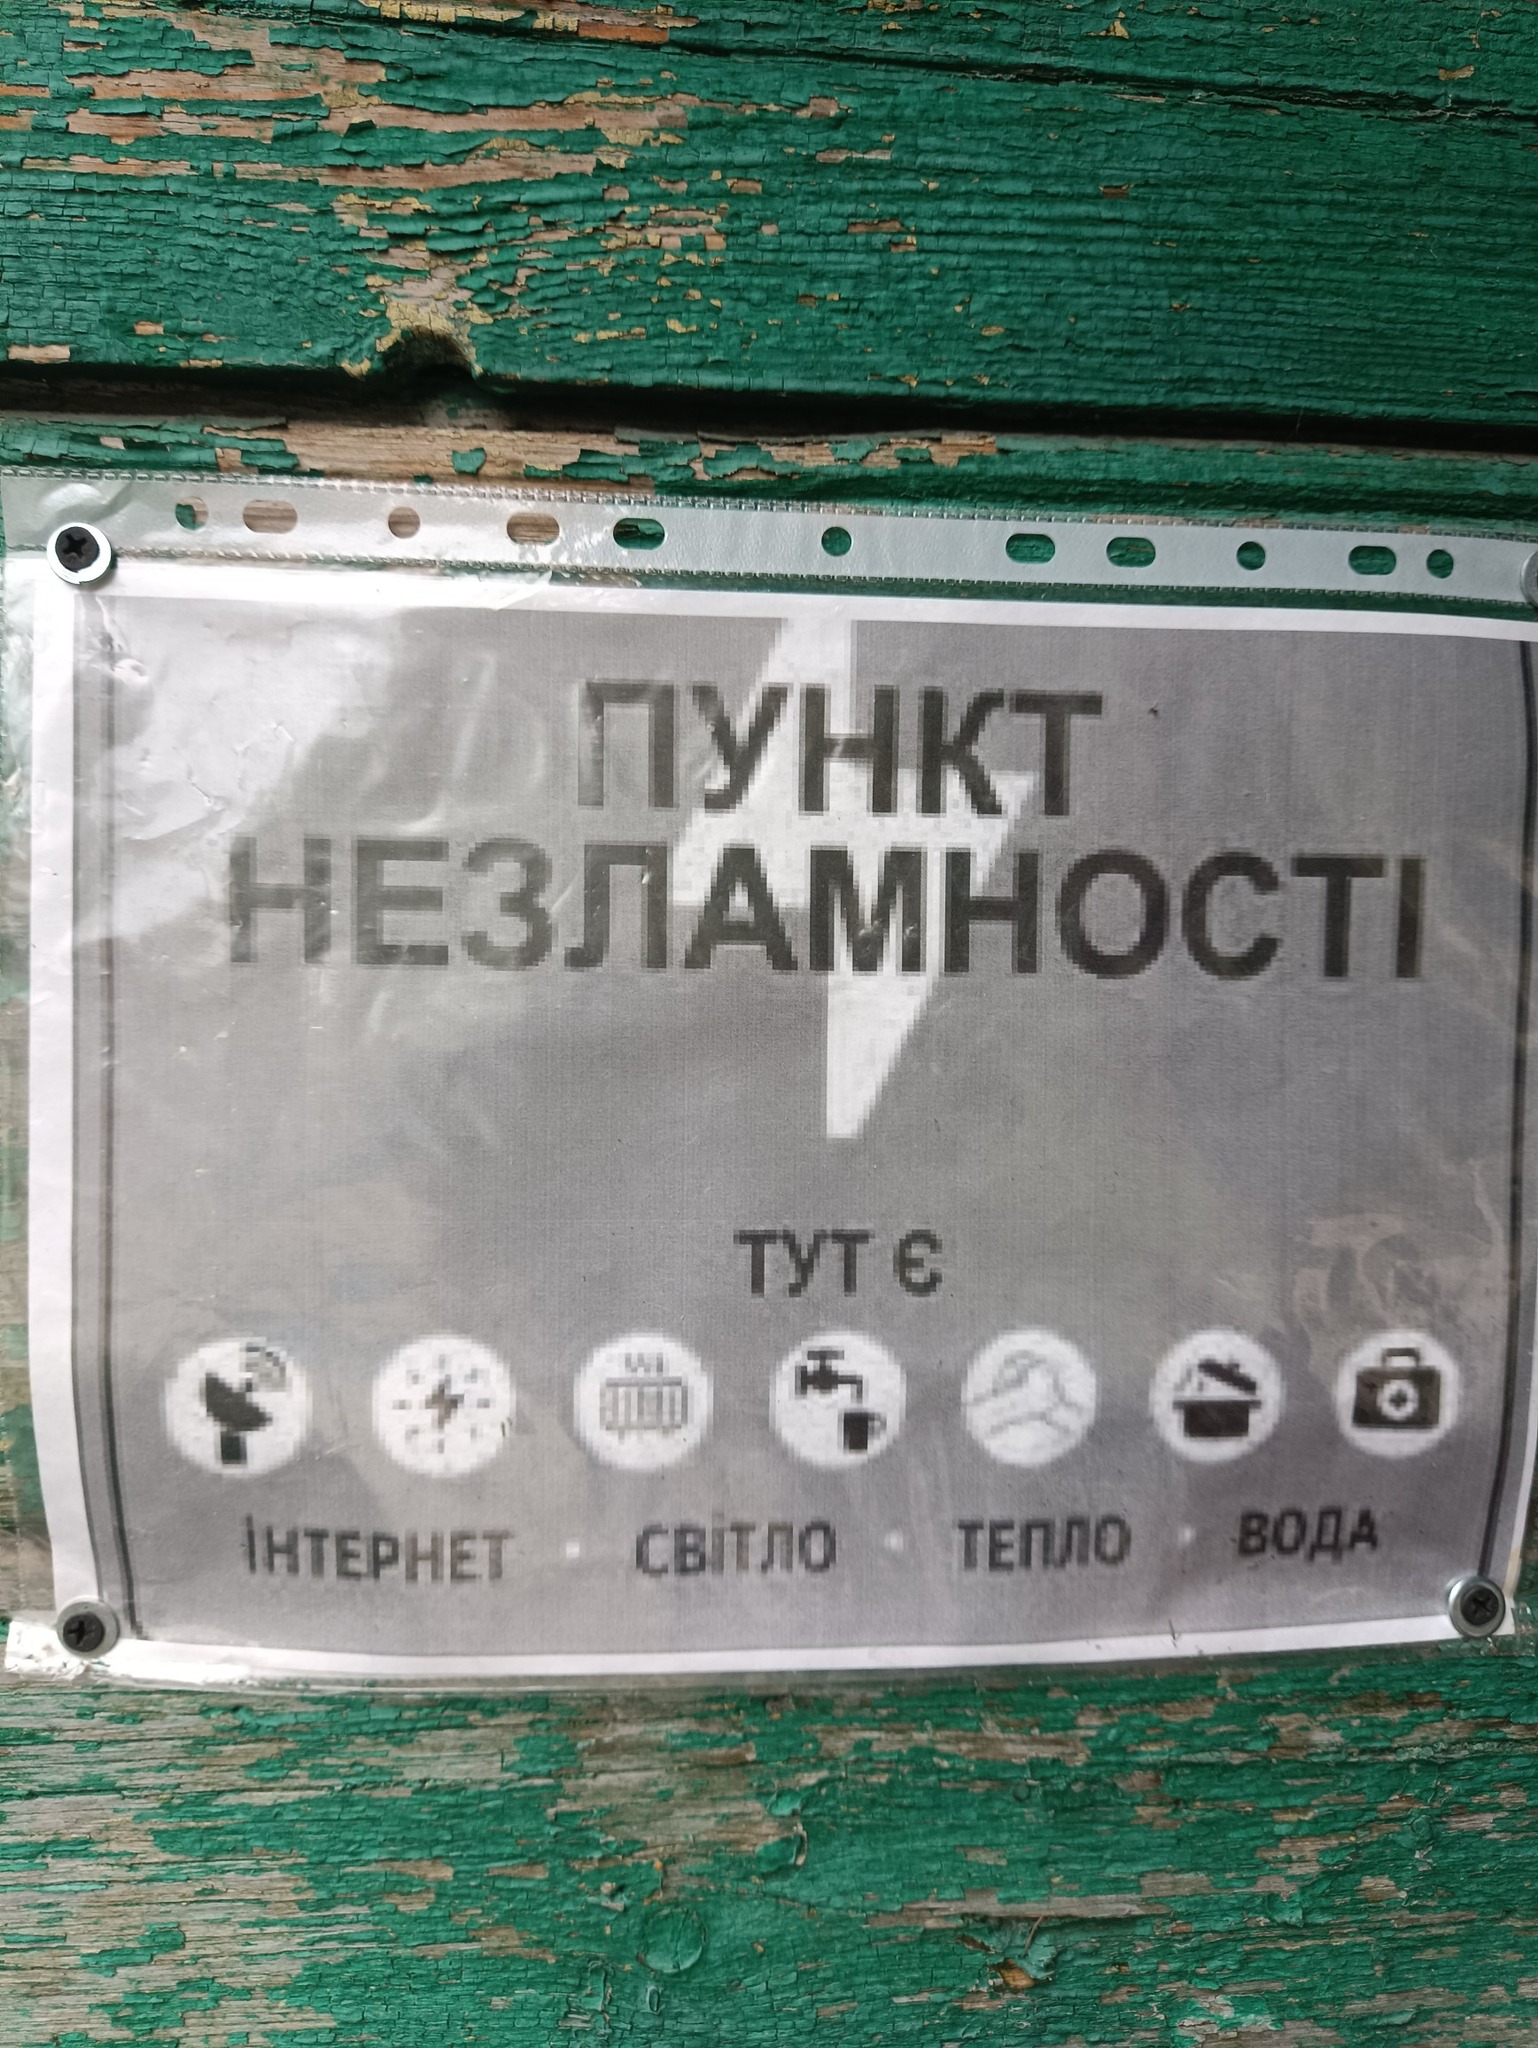 ПУНКТ
НЕЗЛАМНОСТІ
ТУТ Є
ІНТЕРНЕТ · СВІТЛО · ТЕПЛО · ВОДА